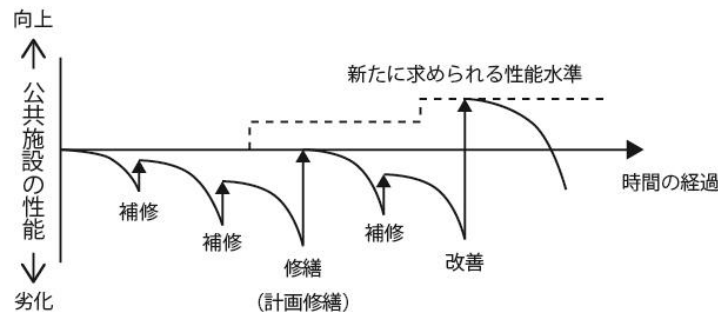 向上
公共施設の性能
劣化
新たに求められる性能水準
時間の経過
補修
補修
修繕
(計画修繕)
補修
改善